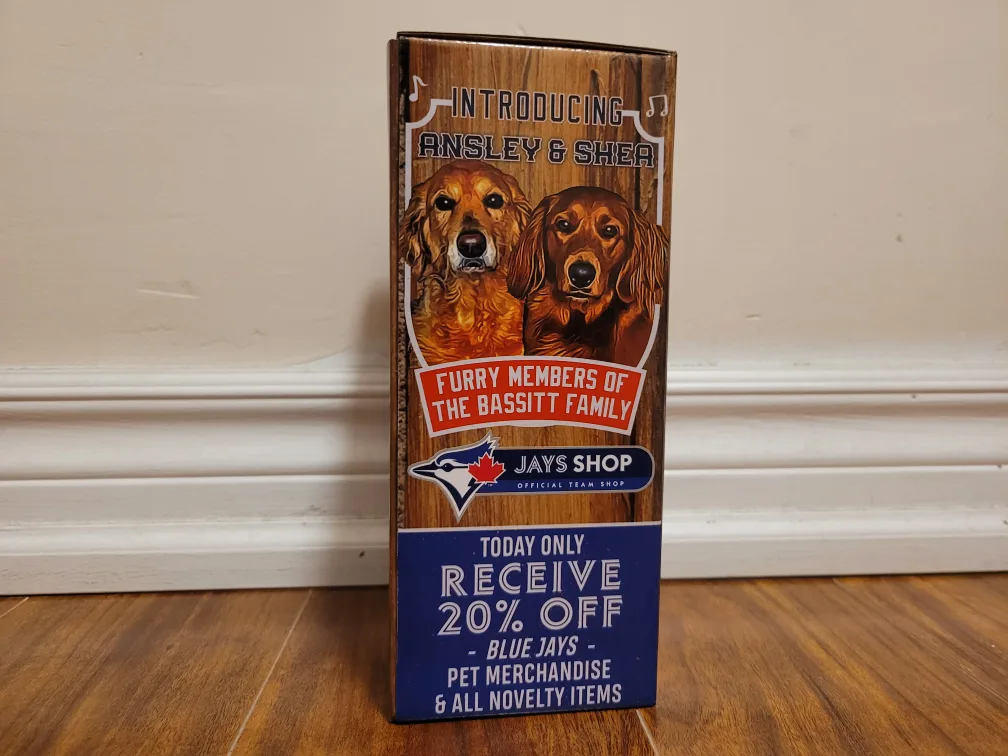 INTRODUCING
ANSLEY & SHEA
FURRY MEMBERS OF
THE BASSITT FAMILY
JAYS SHOP
OFFICIAL TEAM SHOP
TODAY ONLY
RECEIVE
20% OFF
- BLUE JAYS -
PET MERCHANDISE
& ALL NOVELTY ITEMS